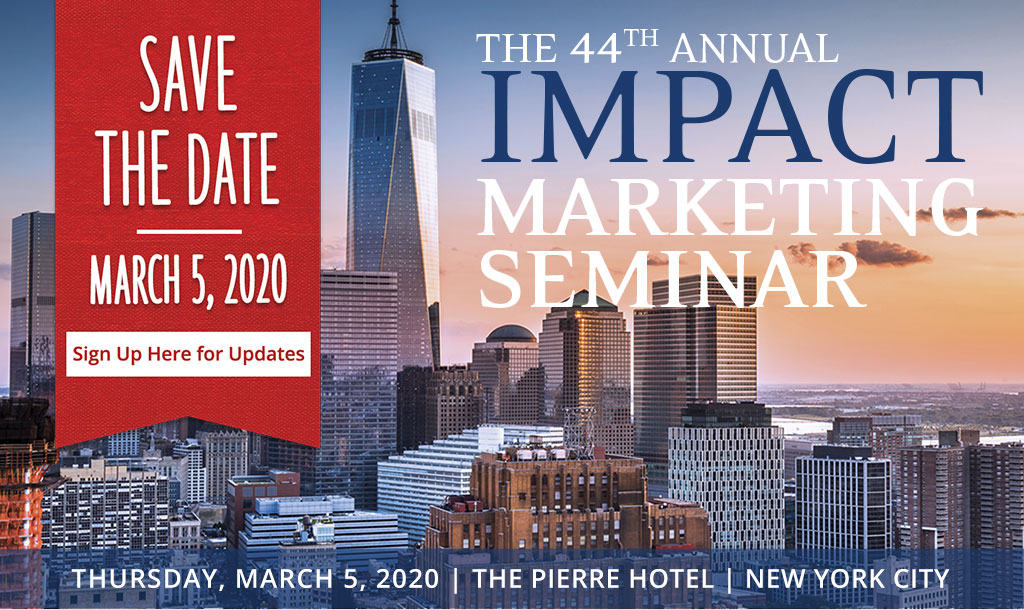 SAVE
THE DATE
MARCH 5, 2020
Sign Up Here for Updates
THE 44TH ANNUAL
IMPACT
MARKETING
SEMINAR
THURSDAY, MARCH 5, 2020 | THE PIERRE HOTEL | NEW YORK CITY